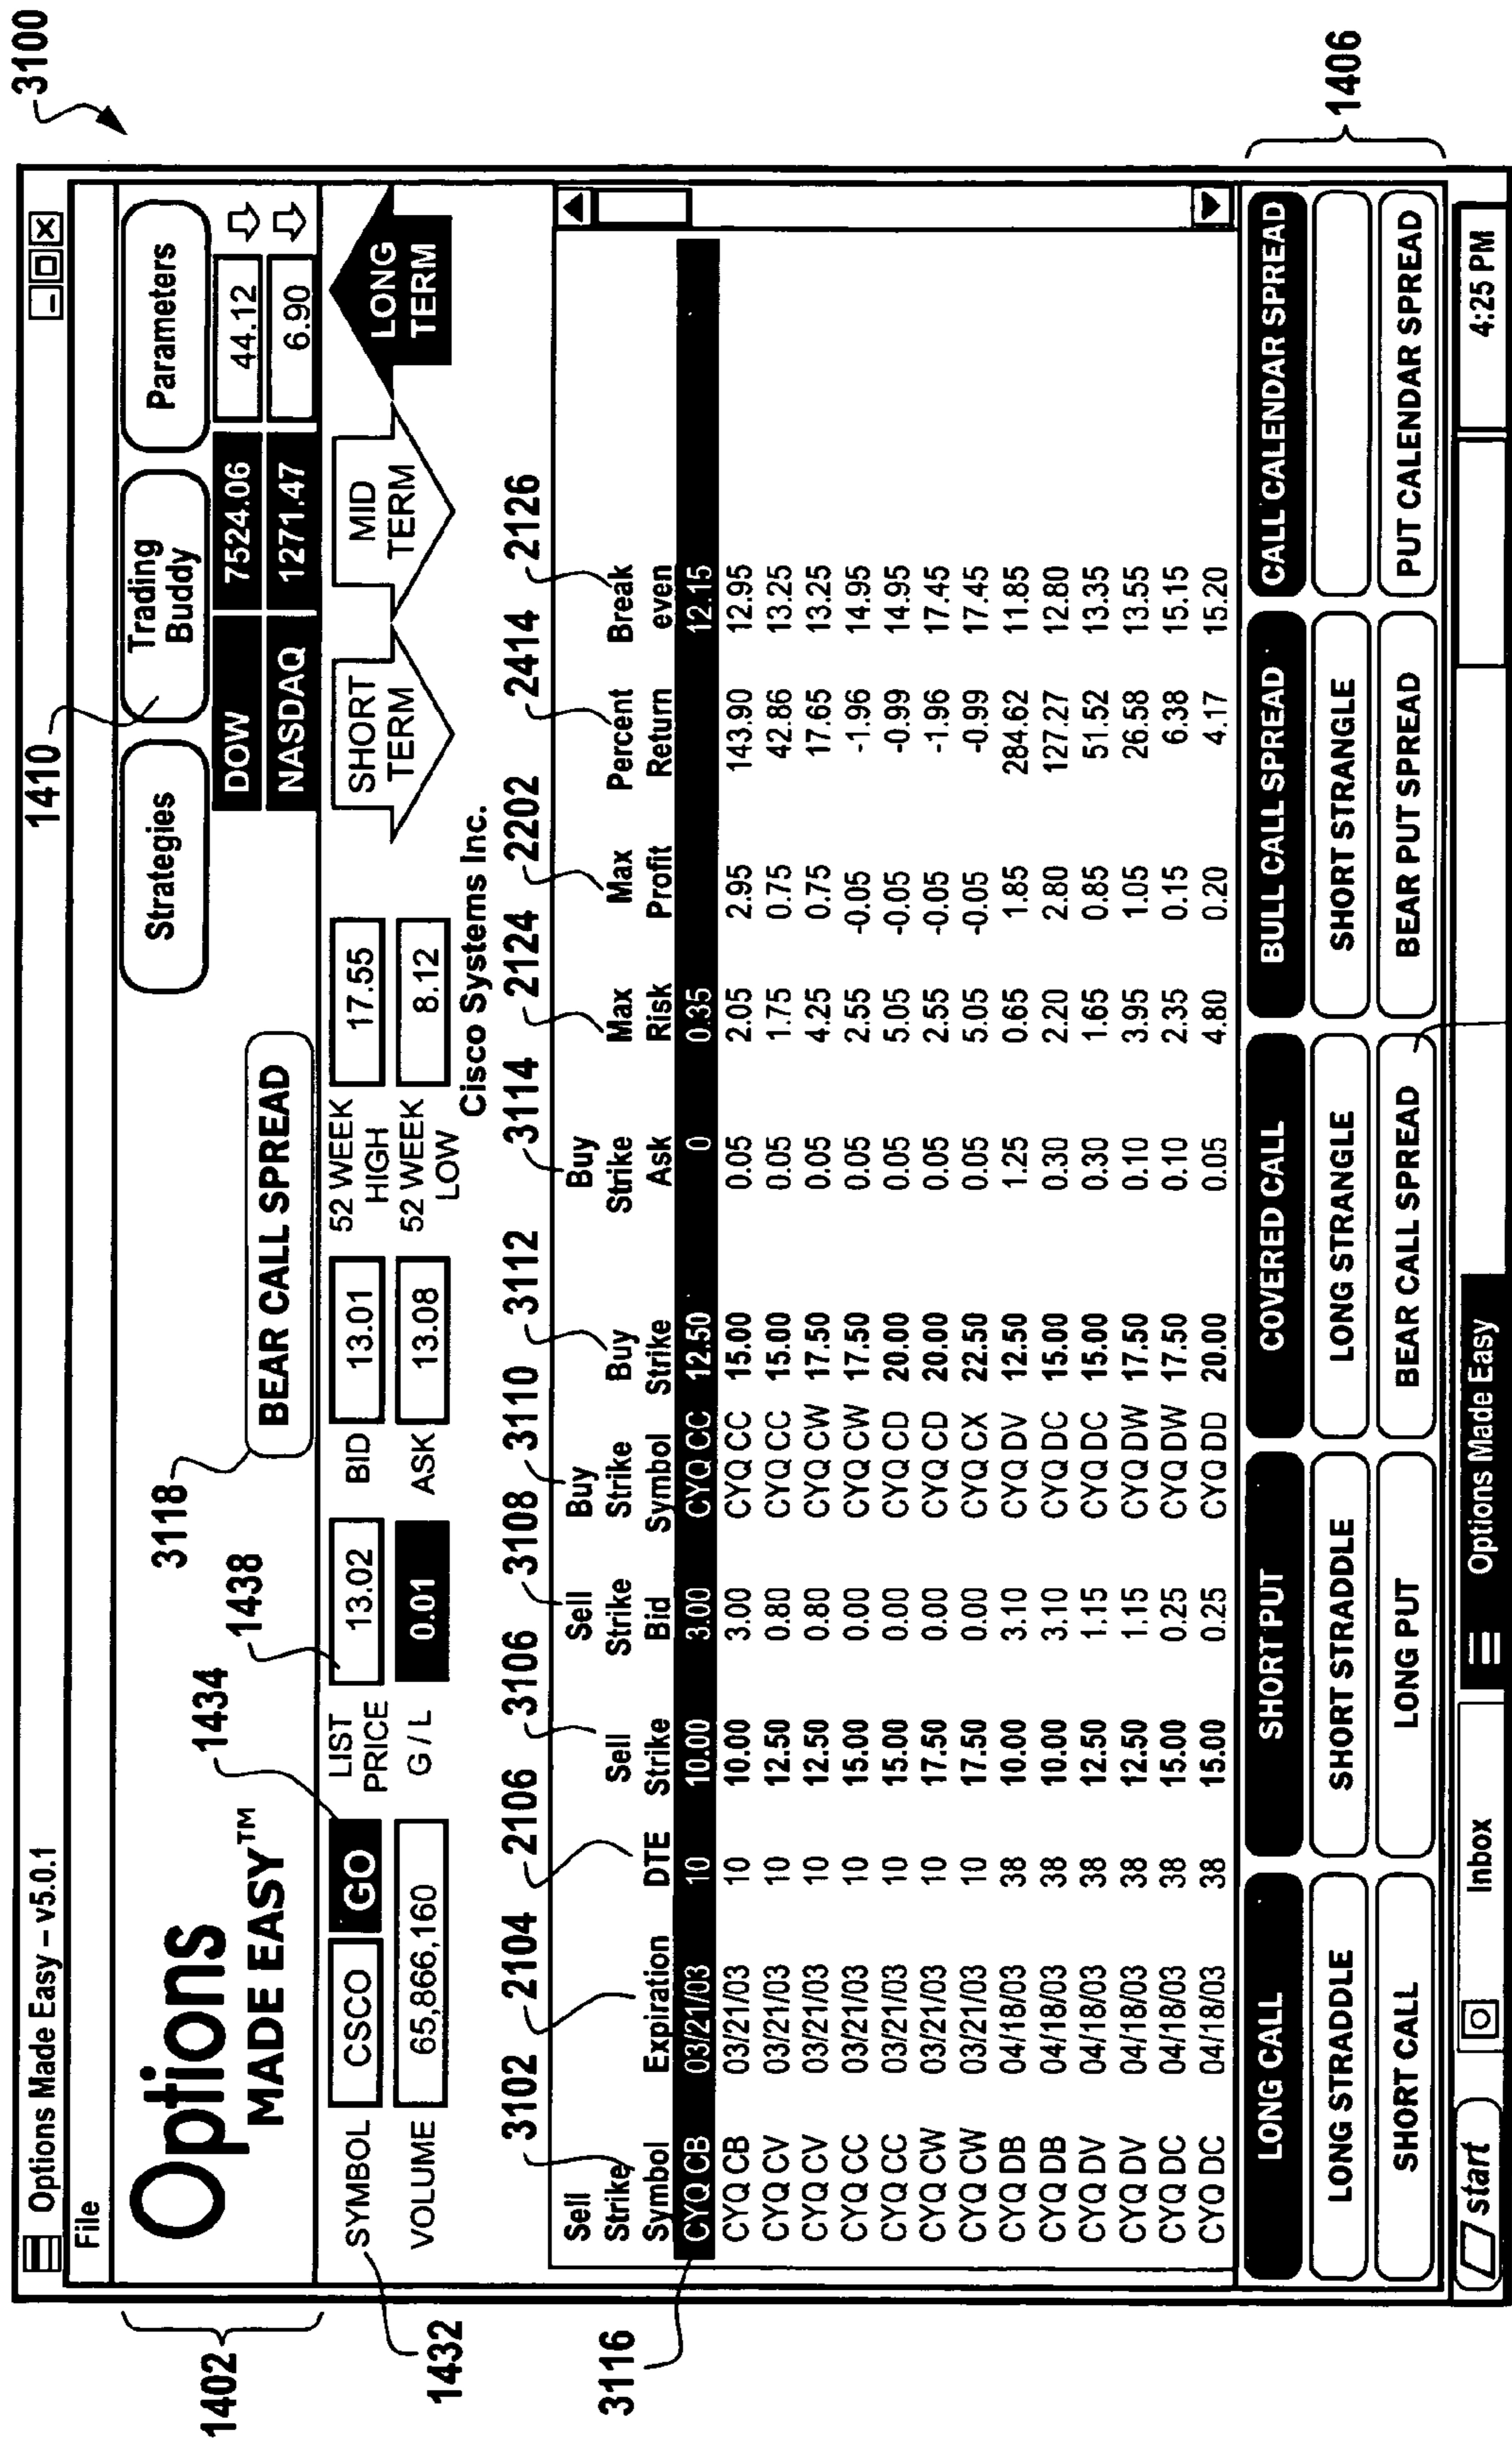 3100
1410
Options Made Easy – v5.0.1
File
1402
Options
MADE EASY™
3118
BEAR CALL SPREAD
Strategies
Trading
Buddy
Parameters
DOW 7524.06 44.12
NASDAQ 1271.47 6.90
1434
1438
1432
SYMBOL CSCO GO
VOLUME 65,866,160
LIST
PRICE 13.02
G / L 0.01
BID 13.01
ASK 13.08
52 WEEK
HIGH 17.55
52 WEEK
LOW 8.12
SHORT
TERM
MID
TERM
LONG
TERM
Cisco Systems Inc.
3102 2104 2106 3106 3108 3110 3112 3114 2124 2202 2414 2126
Sell Strike Symbol Expiration DTE Sell Strike Sell Strike Bid Buy Strike Symbol Buy Strike Buy Strike Ask Max Risk Max Profit Percent Return Break even
3116
CYQ CB 03/21/03 10 10.00 3.00 CYQ CC 12.50 0 0.35 12.15
CYQ CB 03/21/03 10 10.00 3.00 CYQ CC 15.00 0.05 2.05 2.95 143.90 12.95
CYQ CV 03/21/03 10 12.50 0.80 CYQ CC 15.00 0.05 1.75 0.75 42.86 13.25
CYQ CV 03/21/03 10 12.50 0.80 CYQ CW 17.50 0.05 4.25 0.75 17.65 13.25
CYQ CC 03/21/03 10 15.00 0.00 CYQ CW 17.50 0.05 2.55 -0.05 -1.96 14.95
CYQ CC 03/21/03 10 15.00 0.00 CYQ CD 20.00 0.05 5.05 -0.05 -0.99 14.95
CYQ CW 03/21/03 10 17.50 0.00 CYQ CD 20.00 0.05 2.55 -0.05 -1.96 17.45
CYQ CW 03/21/03 10 17.50 0.00 CYQ CX 22.50 0.05 5.05 -0.05 -0.99 17.45
CYQ DB 04/18/03 38 10.00 3.10 CYQ DV 12.50 1.25 0.65 1.85 284.62 11.85
CYQ DB 04/18/03 38 10.00 3.10 CYQ DC 15.00 0.30 2.20 2.80 127.27 12.80
CYQ DV 04/18/03 38 12.50 1.15 CYQ DC 15.00 0.30 1.65 0.85 51.52 13.35
CYQ DV 04/18/03 38 12.50 1.15 CYQ DW 17.50 0.10 3.95 1.05 26.58 13.55
CYQ DC 04/18/03 38 15.00 0.25 CYQ DW 17.50 0.10 2.35 0.15 6.38 15.15
CYQ DC 04/18/03 38 15.00 0.25 CYQ DD 20.00 0.05 4.80 0.20 4.17 15.20
LONG CALL SHORT PUT COVERED CALL BULL CALL SPREAD CALL CALENDAR SPREAD
LONG STRADDLE SHORT STRADDLE LONG STRANGLE SHORT STRANGLE
SHORT CALL LONG PUT BEAR CALL SPREAD BEAR PUT SPREAD PUT CALENDAR SPREAD
1406
start Inbox Options Made Easy 4:25 PM